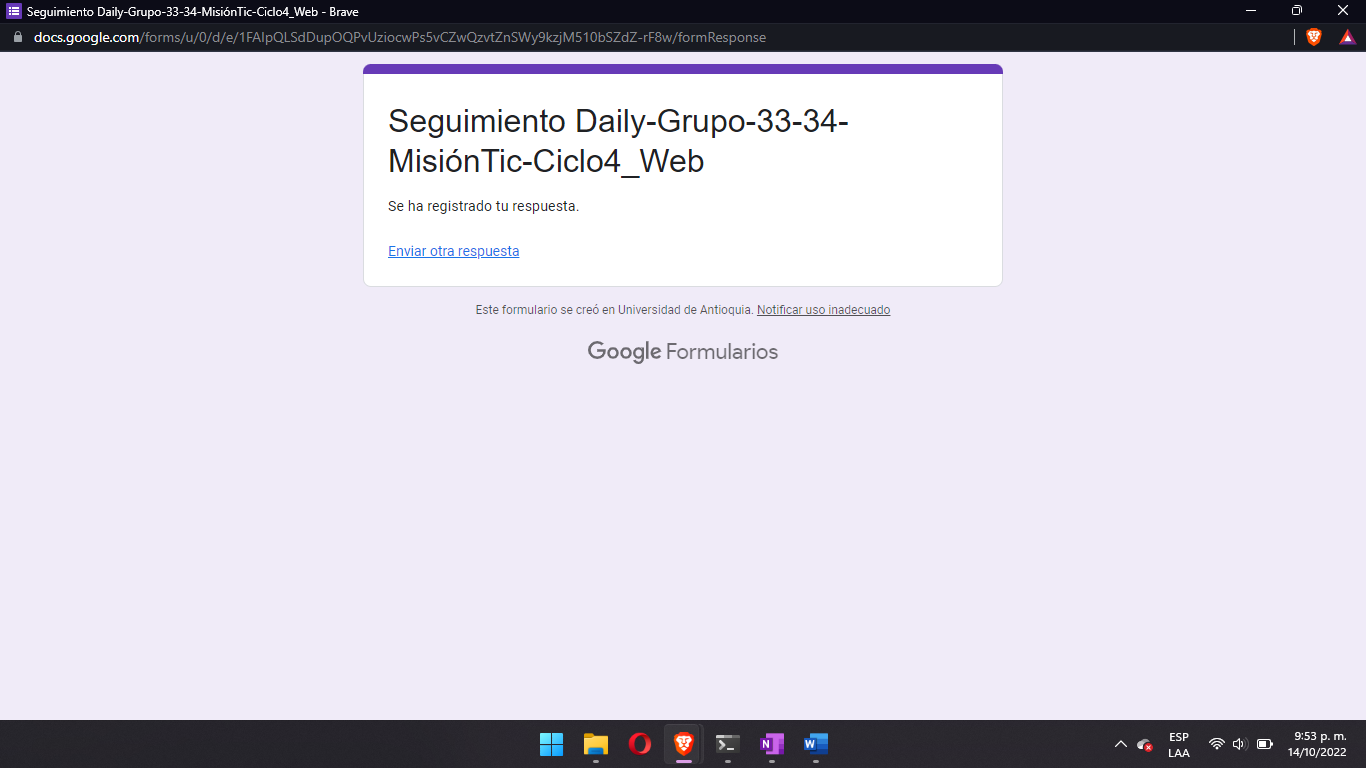 Seguimiento Daily-Grupo-33-34-MisiónTic-Ciclo4_Web - Brave
docs.google.com/forms/u/0/d/e/1FAIpQLSdDupOQPvUziocwPs5vCZwQzvtZnSWy9kzjM510bSZdZ-rF8w/formResponse
Seguimiento Daily-Grupo-33-34-
MisiónTic-Ciclo4_Web
Se ha registrado tu respuesta.
Enviar otra respuesta
Este formulario se creó en Universidad de Antioquia. Notificar uso inadecuado
Google Formularios
ESP
LAA
9:53 p. m.
14/10/2022